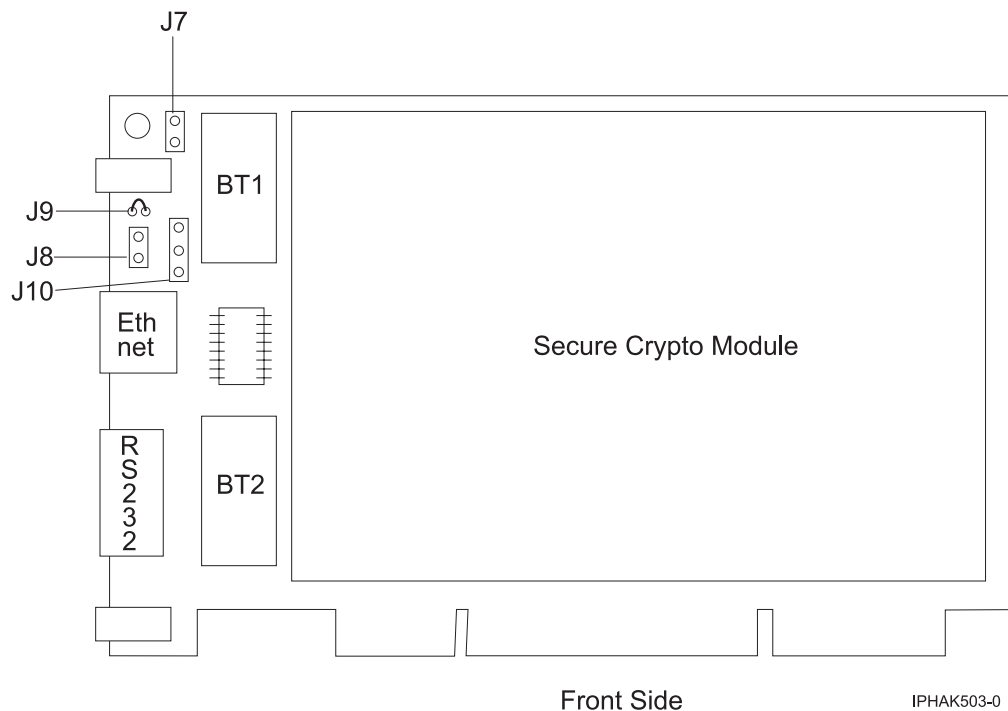 J7
BT1
J9
J8
J10
Eth
net
Secure Crypto Module
R
S
2
3
2
BT2
Front Side
IPHAK503-0